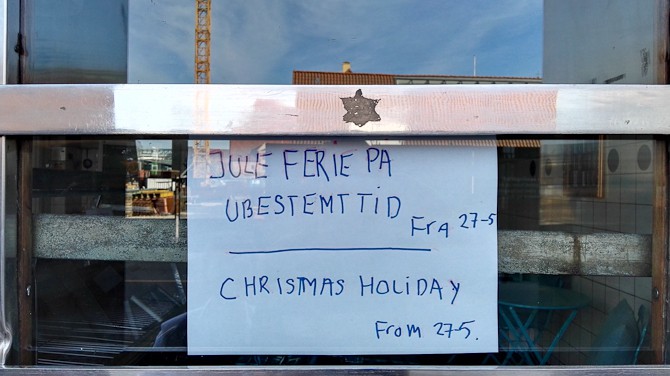 JULE FERIE PA
UBESTEMT TID
FrA 27-5
CHRISTMAS HOLIDAY
From 27-5.